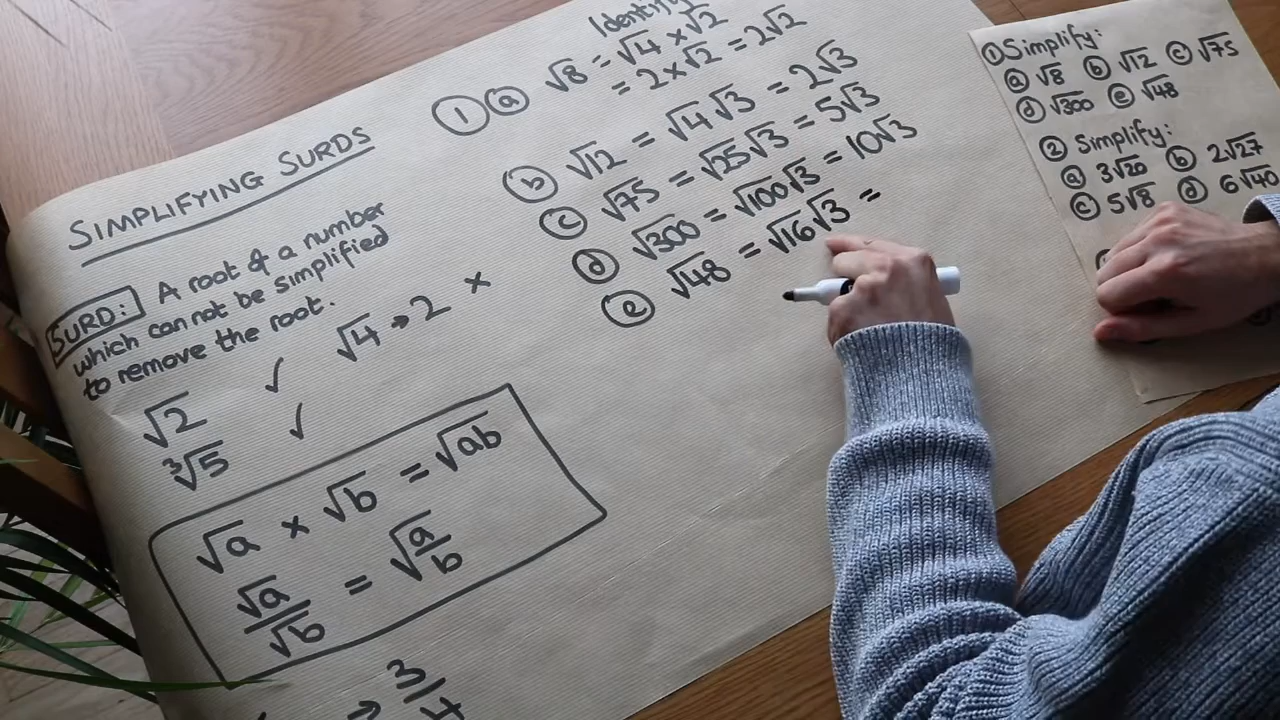 SIMPLIFYING SURDS
SURD: A root of a number
which can not be simplified
to remove the root.
√2 ✓ √4 → 2 ×
∛5 ✓
√a × √b = √ab
√a/√b = √(a/b)
→ 3/
Identify
① ⓐ √8 = √4 × √2
= 2 × √2 = 2√2
ⓑ √12 = √4 √3 = 2√3
ⓒ √75 = √25 √3 = 5√3
ⓓ √300 = √100 √3 = 10√3
ⓔ √48 = √16 √3 =
① Simplify:
ⓐ √8 ⓑ √12 ⓒ √75
ⓓ √300 ⓔ √48
② Simplify:
ⓐ 3√20 ⓑ 2√27
ⓒ 5√8 ⓓ 6√40